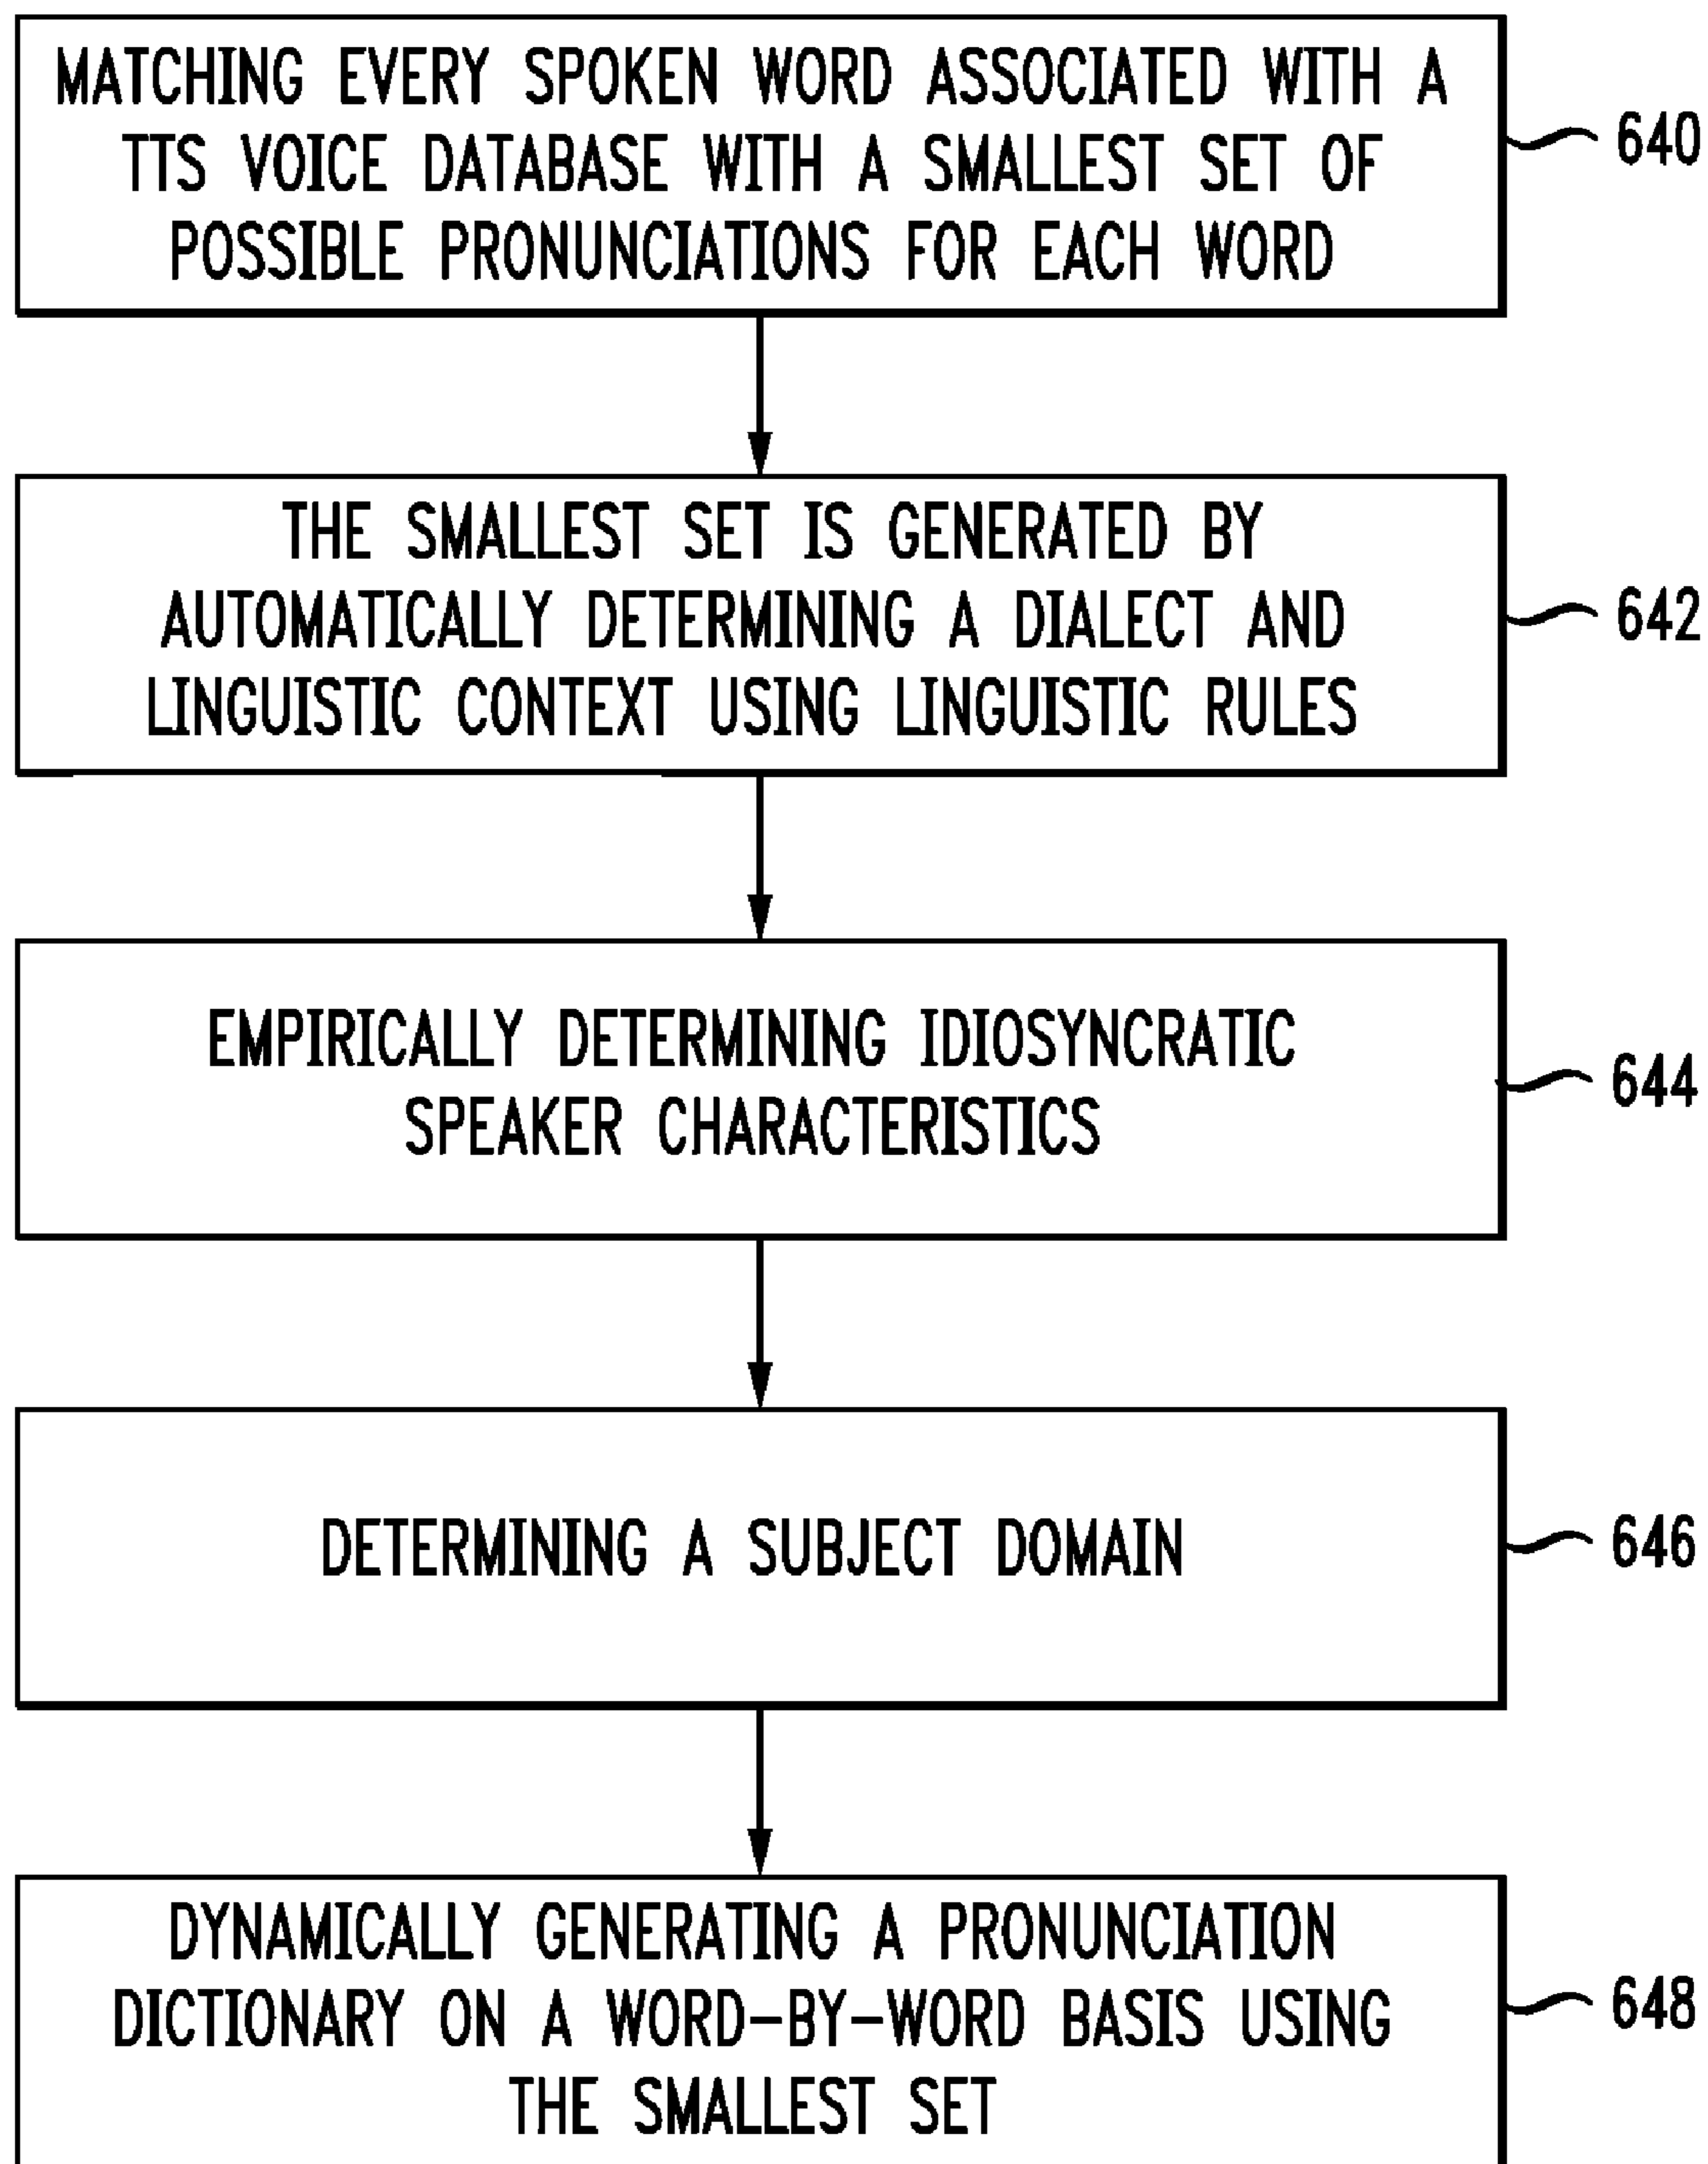 MATCHING EVERY SPOKEN WORD ASSOCIATED WITH A
TTS VOICE DATABASE WITH A SMALLEST SET OF
POSSIBLE PRONUNCIATIONS FOR EACH WORD
640
THE SMALLEST SET IS GENERATED BY
AUTOMATICALLY DETERMINING A DIALECT AND
LINGUISTIC CONTEXT USING LINGUISTIC RULES
642
EMPIRICALLY DETERMINING IDIOSYNCRATIC
SPEAKER CHARACTERISTICS
644
DETERMINING A SUBJECT DOMAIN
646
DYNAMICALLY GENERATING A PRONUNCIATION
DICTIONARY ON A WORD-BY-WORD BASIS USING
THE SMALLEST SET
648